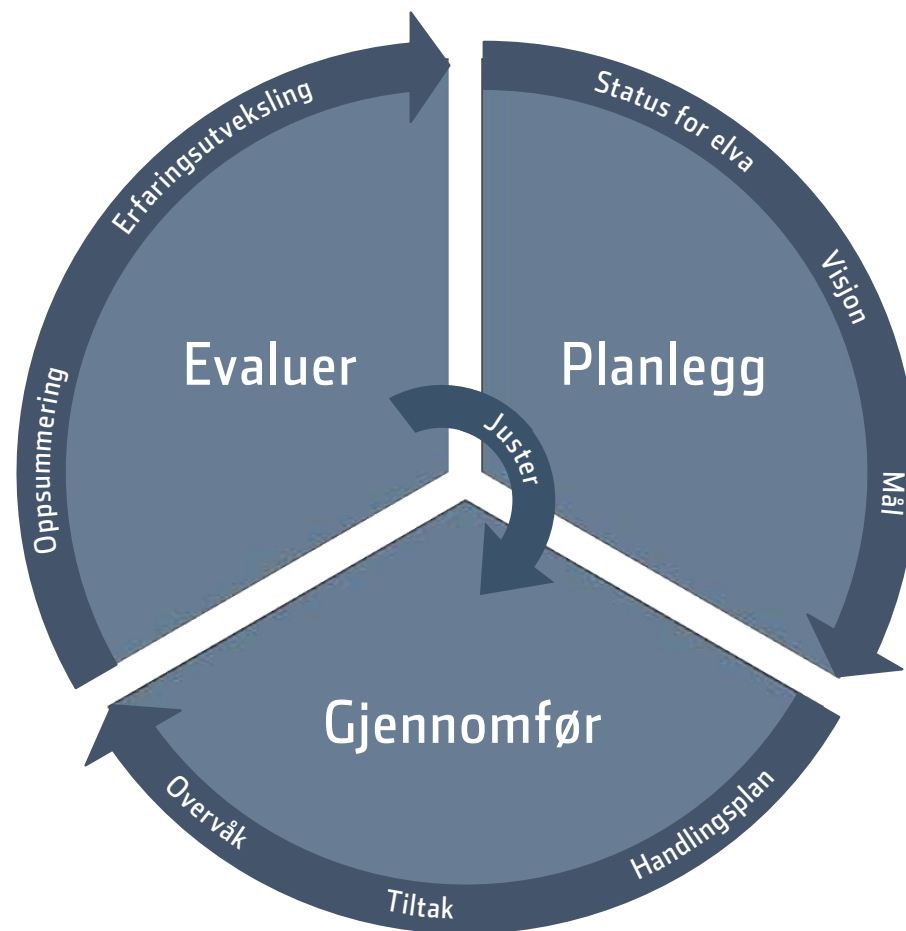 Planlegg
Status for elva
Visjon
Mål
Gjennomfør
Handlingsplan
Tiltak
Overvåk
Evaluer
Oppsummering
Erfaringsutveksling
Juster